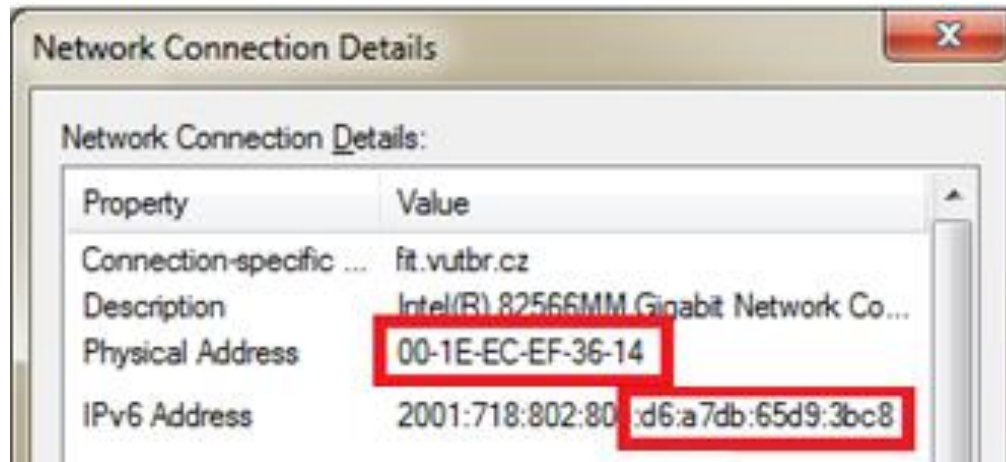 Network Connection Details
Network Connection Details:
Property Value
Connection-specific ... fit.vutbr.cz
Description Intel(R) 82566MM Gigabit Network Co...
Physical Address 00-1E-EC-EF-36-14
IPv6 Address 2001:718:802:80 :d6:a7db:65d9:3bc8